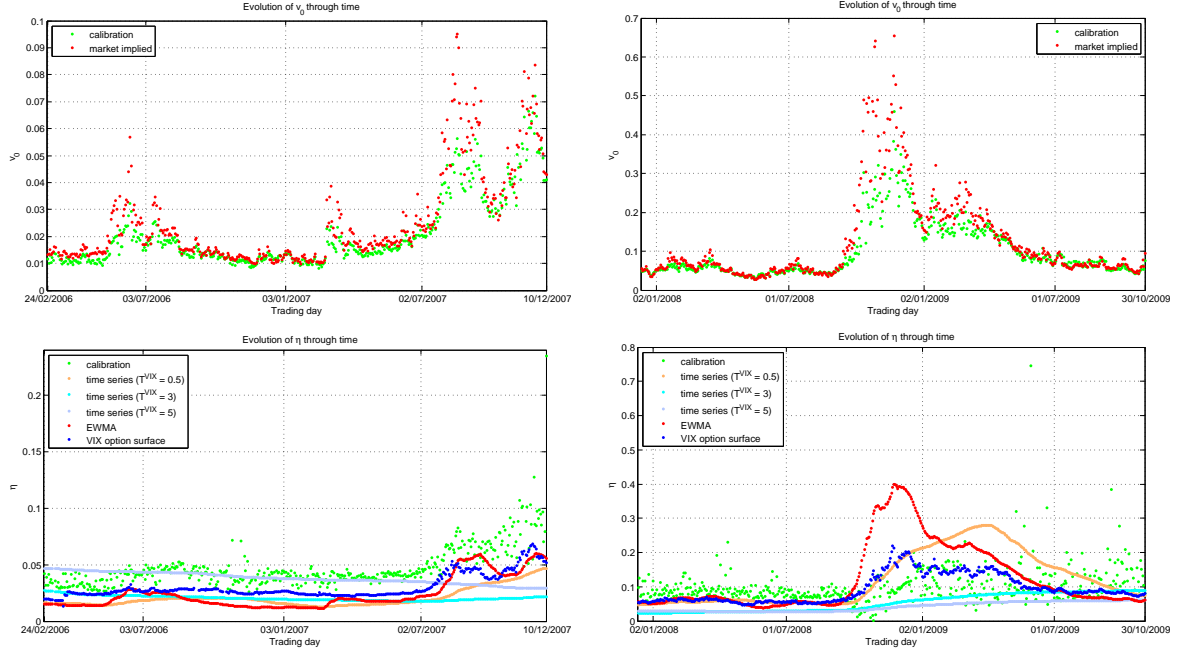 Evolution of v0 through time
calibration
market implied
0.1
0.09
0.08
0.07
0.06
0.05
0.04
0.03
0.02
0.01
0
v0
24/02/2006
03/07/2006
03/01/2007
02/07/2007
10/12/2007
Trading day
Evolution of v0 through time
calibration
market implied
0.7
0.6
0.5
0.4
0.3
0.2
0.1
0
v0
02/01/2008
01/07/2008
02/01/2009
01/07/2009
30/10/2009
Trading day
Evolution of η through time
calibration
time series (T^VIX = 0.5)
time series (T^VIX = 3)
time series (T^VIX = 5)
EWMA
VIX option surface
0.2
0.15
0.1
0.05
0
η
24/02/2006
03/07/2006
03/01/2007
02/07/2007
10/12/2007
Trading day
Evolution of η through time
calibration
time series (T^VIX = 0.5)
time series (T^VIX = 3)
time series (T^VIX = 5)
EWMA
VIX option surface
0.8
0.7
0.6
0.5
0.4
0.3
0.2
0.1
0
η
02/01/2008
01/07/2008
02/01/2009
01/07/2009
30/10/2009
Trading day